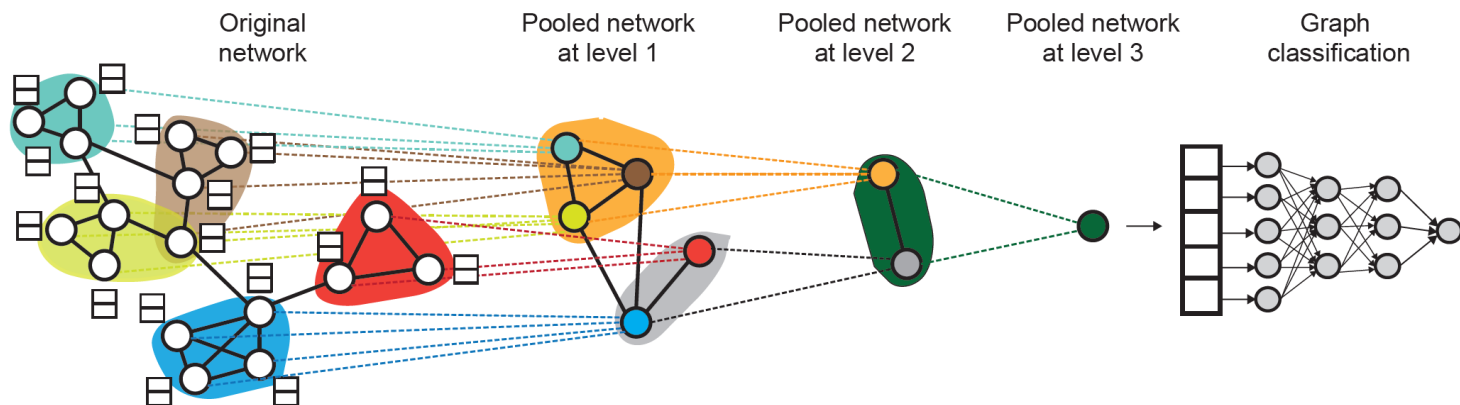 Original
network
Pooled network
at level 1
Pooled network
at level 2
Pooled network
at level 3
Graph
classification